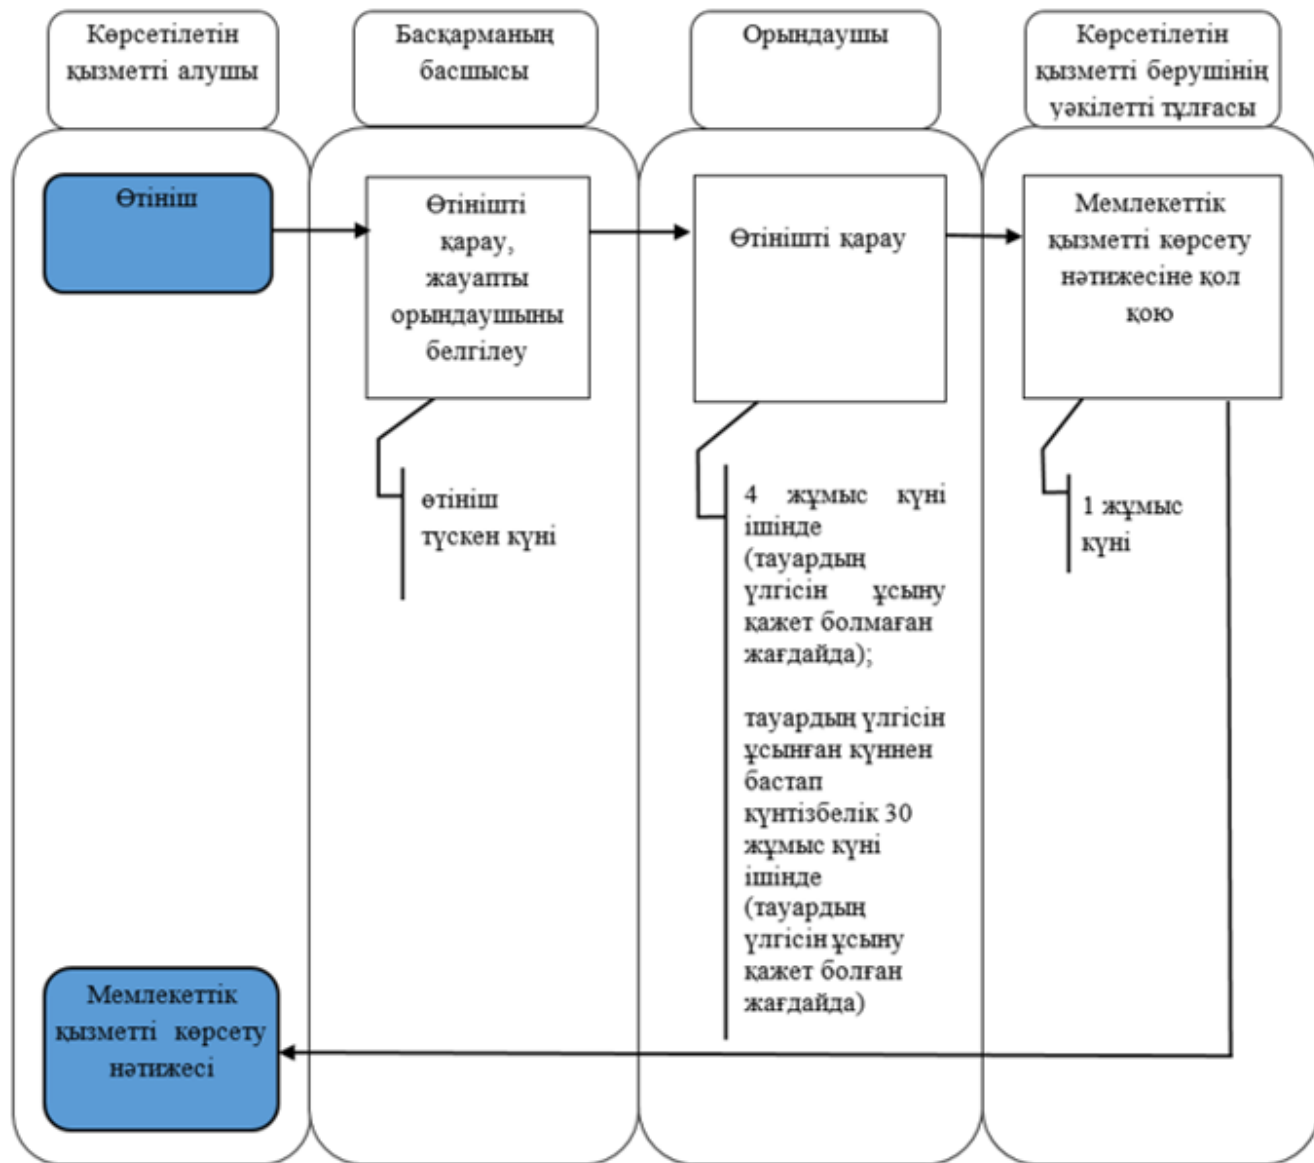 Көрсетілетін
қызметті алушы
Басқарманың
басшысы
Орындаушы
Көрсетілетін
қызметті берушінің
уәкілетті тұлғасы
Өтініш
Өтінішті
қарау,
жауапты
орындаушыны
белгілеу
Өтінішті қарау
Мемлекеттік
қызметті көрсету
нәтижесіне қол
қою
өтініш
түскен күні
4 жұмыс күні
ішінде
(тауардың
үлгісін ұсыну
қажет болмаған
жағдайда);
тауардың үлгісін
ұсынған күннен
бастап
күнтізбелік 30
жұмыс күні
ішінде
(тауардың
үлгісін ұсыну
қажет болған
жағдайда)
1 жұмыс
күні
Мемлекеттік
қызметті көрсету
нәтижесі